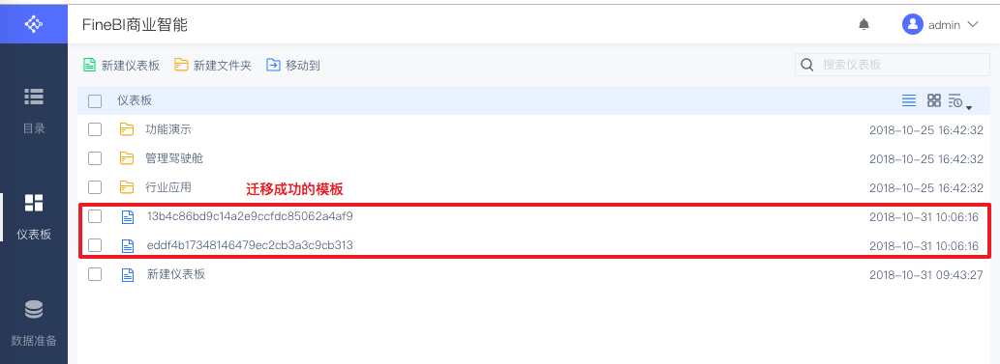 FineBI商业智能
admin
新建仪表板 新建文件夹 移动到 搜索仪表板
仪表板
目录
功能演示 2018-10-25 16:42:32
管理驾驶舱 2018-10-25 16:42:32
行业应用 2018-10-25 16:42:32
迁移成功的模板
13b4c86bd9c14a2e9ccfdc85062a4af9 2018-10-31 10:06:16
仪表板
eddf4b17348146479ec2cb3a3c9cb313 2018-10-31 10:06:16
新建仪表板 2018-10-31 09:43:27
数据准备